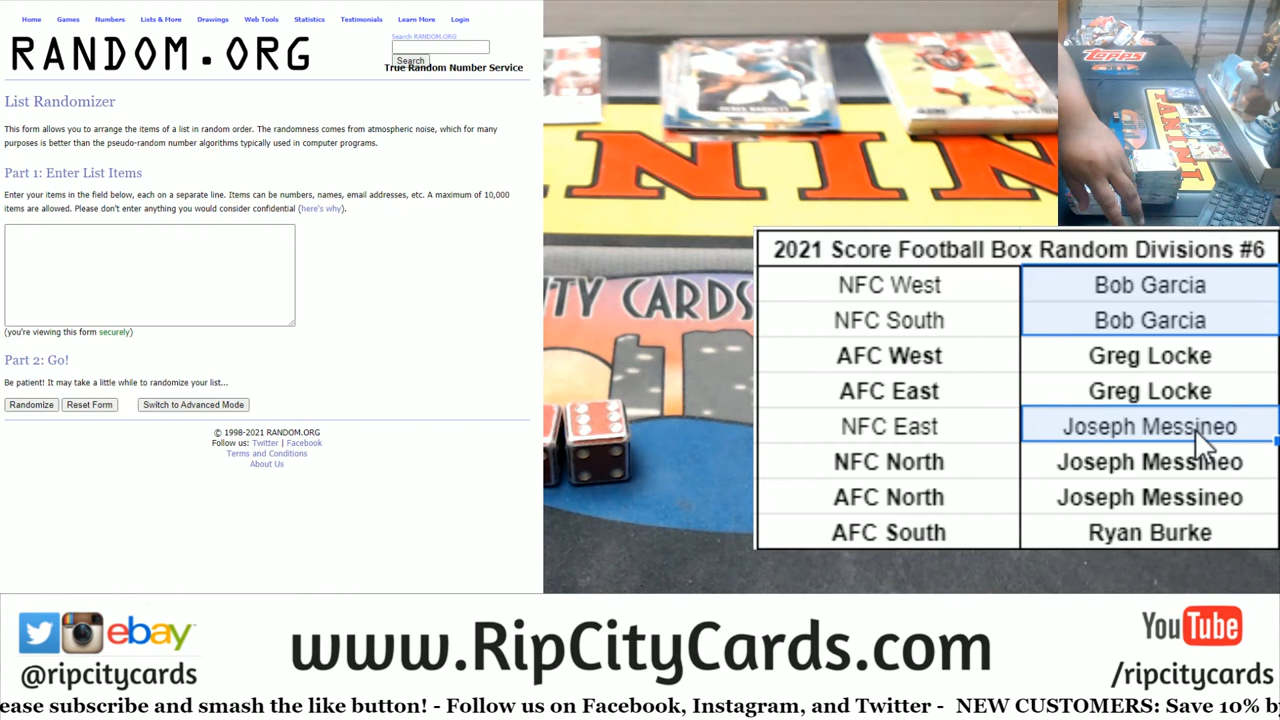 Home Games Numbers Lists & More Drawings Web Tools Statistics Testimonials Learn More Login
RANDOM.ORG
Search RANDOM.ORG
Search
True Random Number Service
List Randomizer
This form allows you to arrange the items of a list in random order. The randomness comes from atmospheric noise, which for many
purposes is better than the pseudo-random number algorithms typically used in computer programs.
Part 1: Enter List Items
Enter your items in the field below, each on a separate line. Items can be numbers, names, email addresses, etc. A maximum of 10,000
items are allowed. Please don't enter anything you would consider confidential (here's why).
(you're viewing this form securely)
Part 2: Go!
Be patient! It may take a little while to randomize your list...
Randomize Reset Form Switch to Advanced Mode
© 1998-2021 RANDOM.ORG
Follow us: Twitter | Facebook
Terms and Conditions
About Us
TOPPS
PANINI
ININ
ITY CARDS
2021 Score Football Box Random Divisions #6
NFC West Bob Garcia
NFC South Bob Garcia
AFC West Greg Locke
AFC East Greg Locke
NFC East Joseph Messineo
NFC North Joseph Messineo
AFC North Joseph Messineo
AFC South Ryan Burke
ebay
@ripcitycards
www.RipCityCards.com
YouTube
/ripcitycards
ease subscribe and smash the like button! - Follow us on Facebook, Instagram, and Twitter - NEW CUSTOMERS: Save 10% b